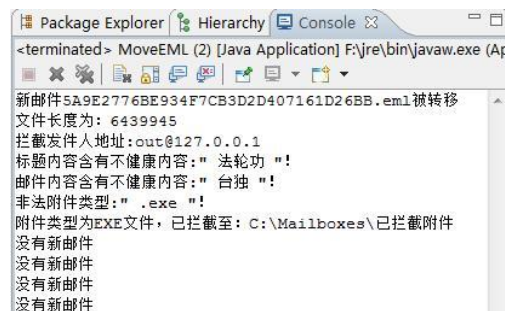 Package Explorer Hierarchy Console
<terminated> MoveEML (2) [Java Application] F:\jre\bin\javaw.exe (Ap
新邮件5A9E2776BE934F7CB3D2D407161D26BB.eml被转移
文件长度为: 6439945
拦截发件人地址:out@127.0.0.1
标题内容含有不健康内容:" 法轮功 "!
邮件内容含有不健康内容:" 台独 "!
非法附件类型:" .exe "!
附件类型为EXE文件，已拦截至: C:\Mailboxes\已拦截附件
没有新邮件
没有新邮件
没有新邮件
没有新邮件